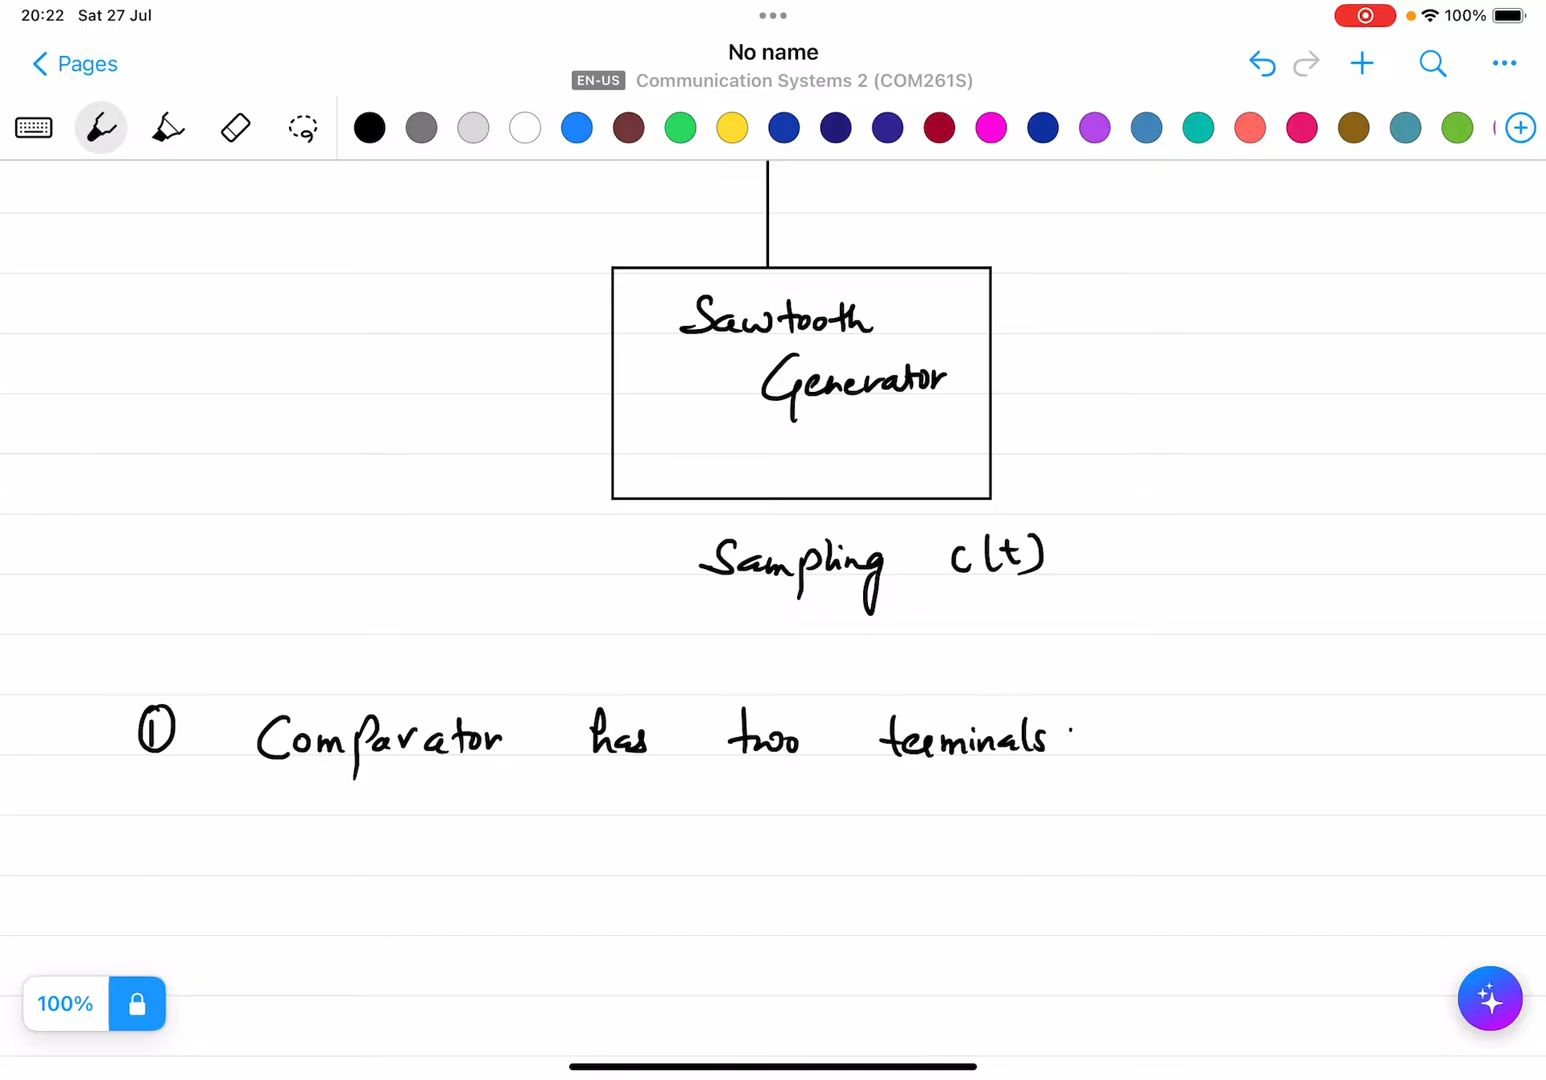 20:22 Sat 27 Jul
100%
Pages
No name
EN-US Communication Systems 2 (COM261S)
Sawtooth
Generator
Sampling c(t)
① Comparator has two terminals.
100%